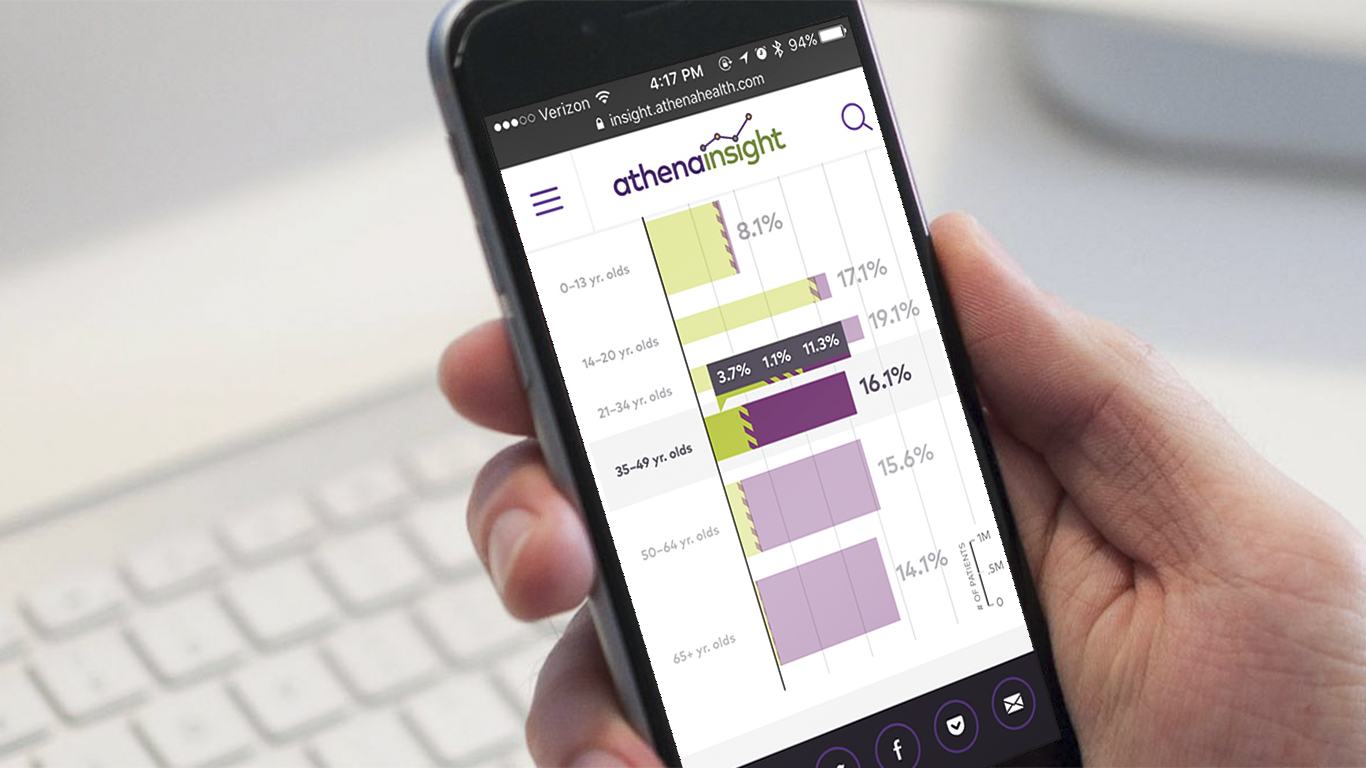 Verizon 4:17 PM 94%
insight.athenahealth.com
athenainsight
0–13 yr. olds 8.1%
14–20 yr. olds 17.1%
21–34 yr. olds 19.1%
3.7% 1.1% 11.3%
35–49 yr. olds 16.1%
50–64 yr. olds 15.6%
65+ yr. olds 14.1%
# OF PATIENTS
1M
.5M
0
f